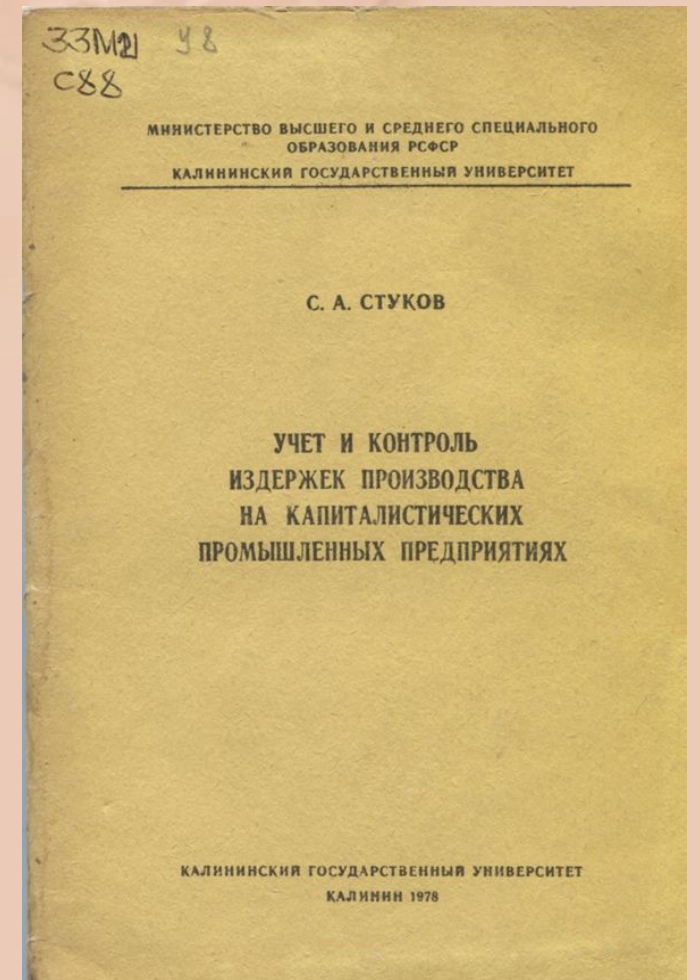 33М21 У8
С88
МИНИСТЕРСТВО ВЫСШЕГО И СРЕДНЕГО СПЕЦИАЛЬНОГО
ОБРАЗОВАНИЯ РСФСР
КАЛИНИНСКИЙ ГОСУДАРСТВЕННЫЙ УНИВЕРСИТЕТ
С. А. СТУКОВ
УЧЕТ И КОНТРОЛЬ
ИЗДЕРЖЕК ПРОИЗВОДСТВА
НА КАПИТАЛИСТИЧЕСКИХ
ПРОМЫШЛЕННЫХ ПРЕДПРИЯТИЯХ
КАЛИНИНСКИЙ ГОСУДАРСТВЕННЫЙ УНИВЕРСИТЕТ
КАЛИНИН 1978